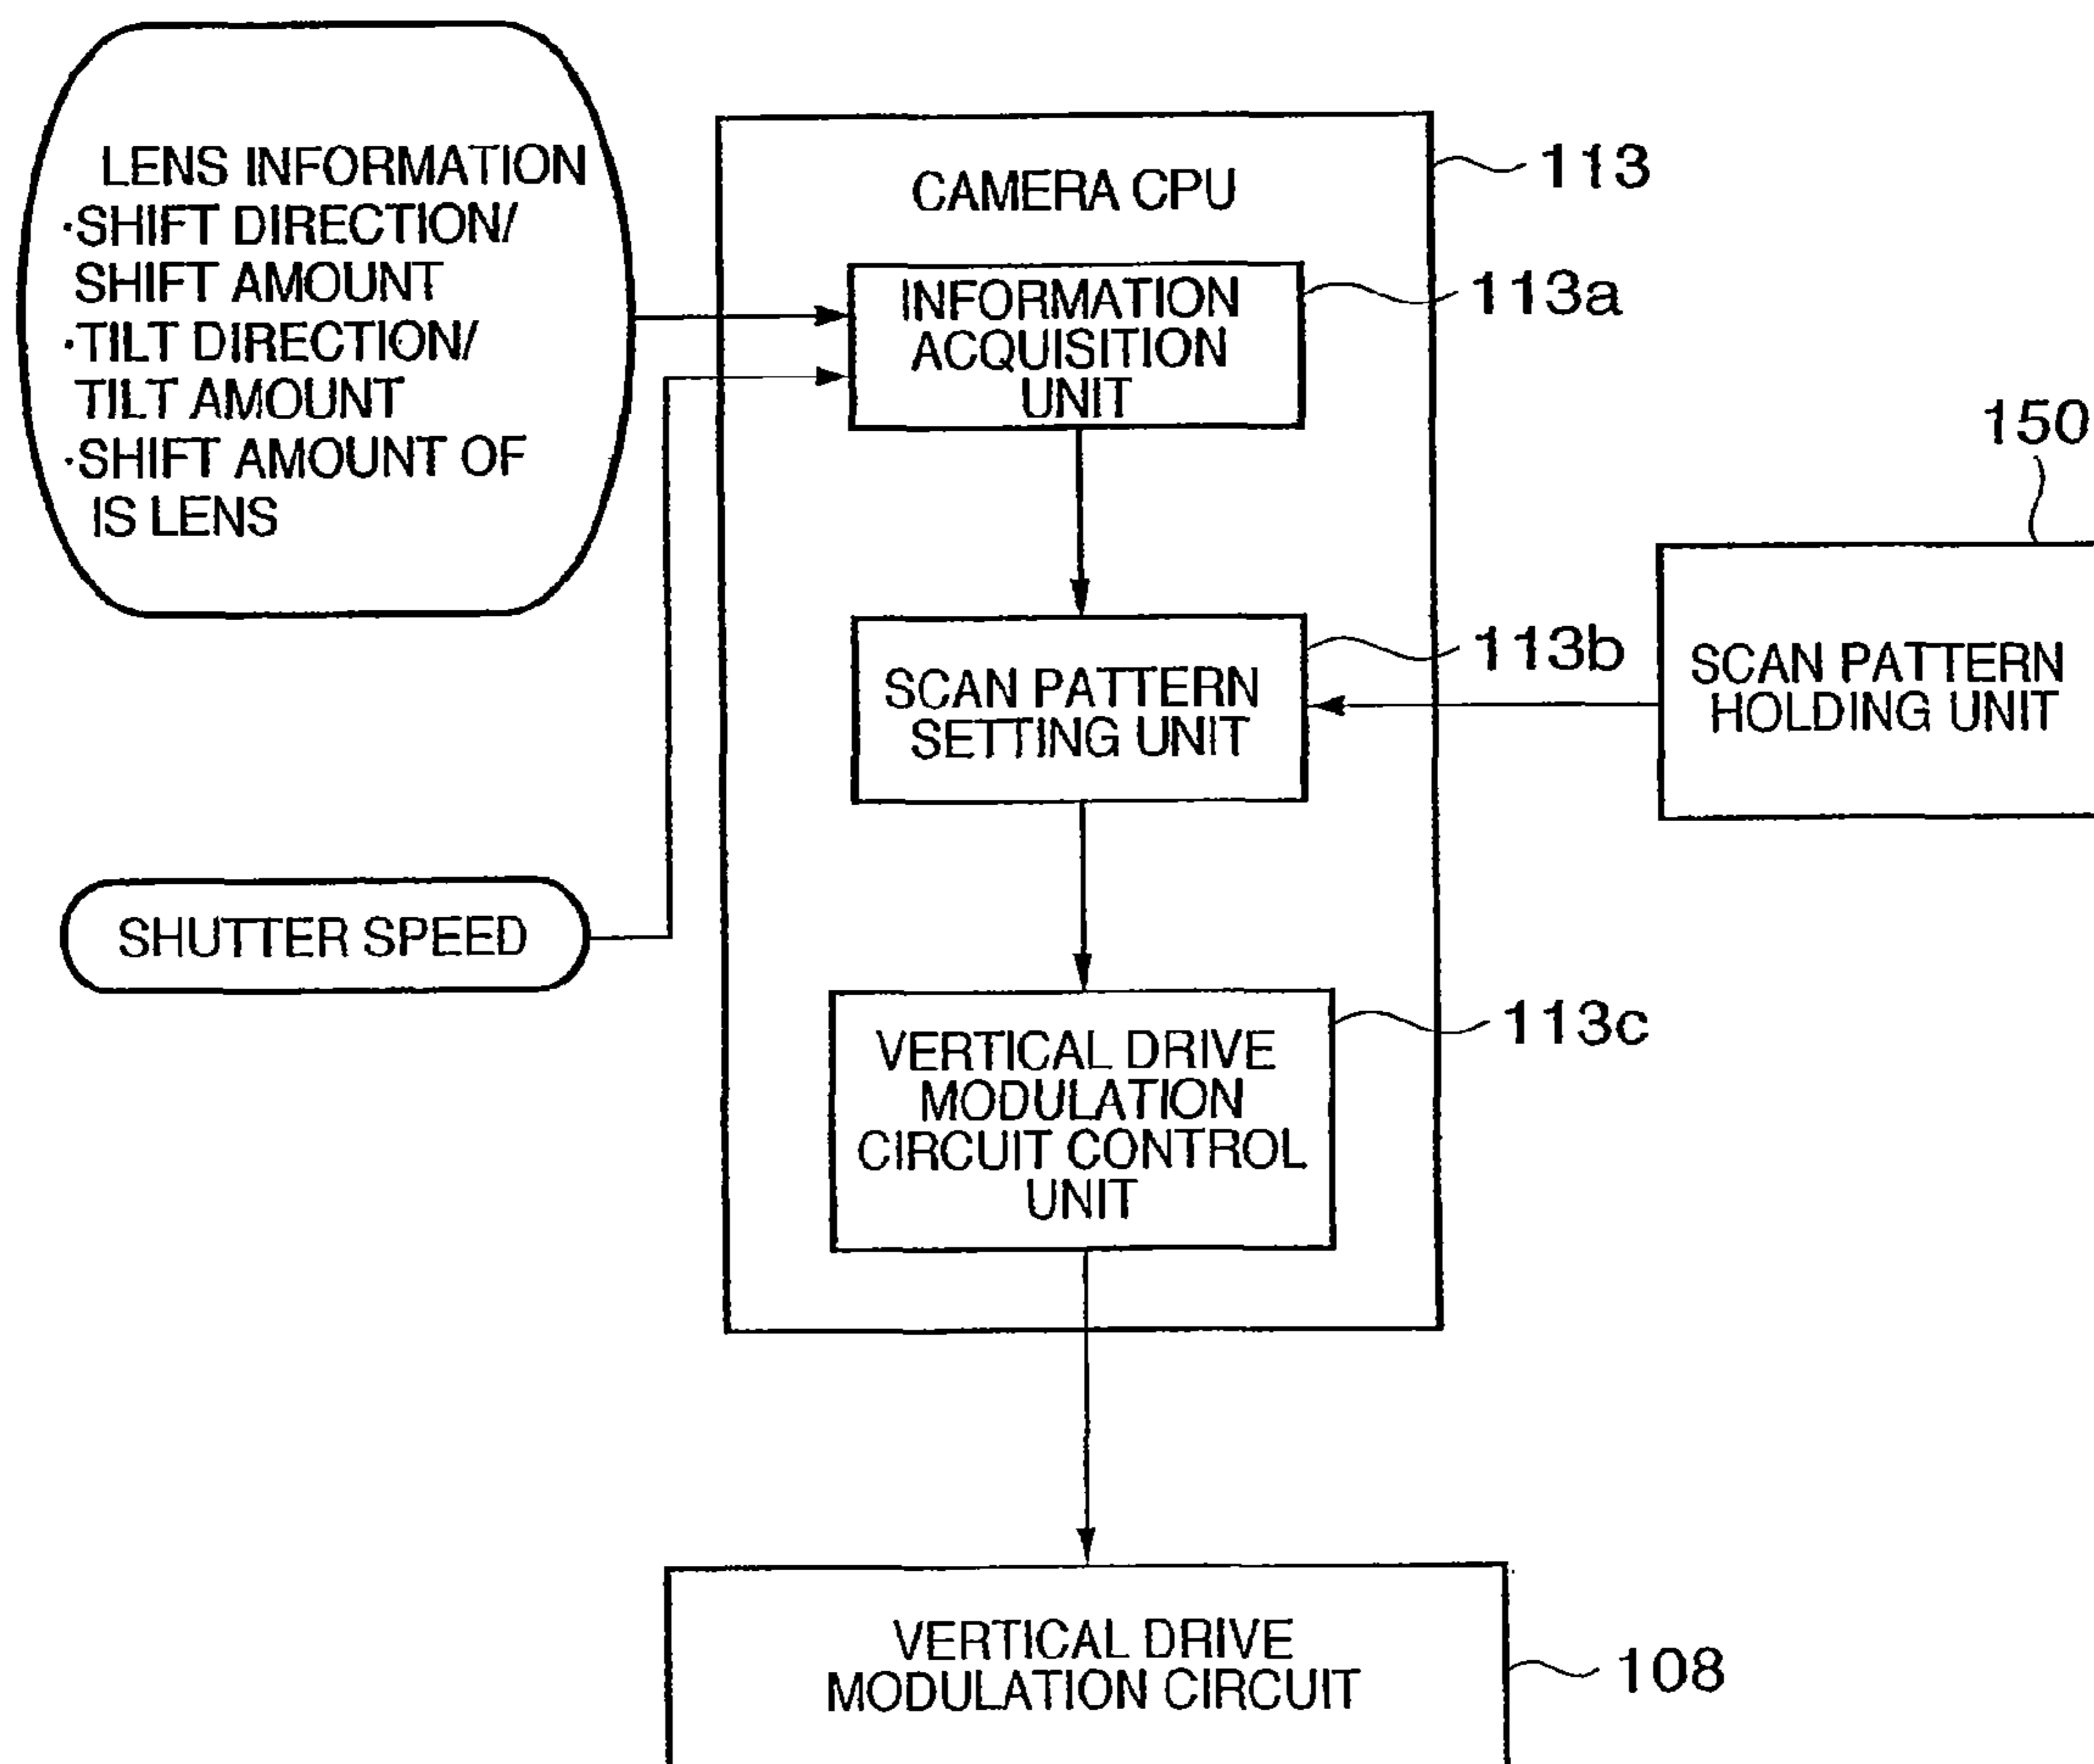 LENS INFORMATION
·SHIFT DIRECTION/
SHIFT AMOUNT
·TILT DIRECTION/
TILT AMOUNT
·SHIFT AMOUNT OF
IS LENS
SHUTTER SPEED
CAMERA CPU
113
INFORMATION
ACQUISITION
UNIT
113a
SCAN PATTERN
SETTING UNIT
113b
150
SCAN PATTERN
HOLDING UNIT
VERTICAL DRIVE
MODULATION
CIRCUIT CONTROL
UNIT
113c
VERTICAL DRIVE
MODULATION CIRCUIT
108